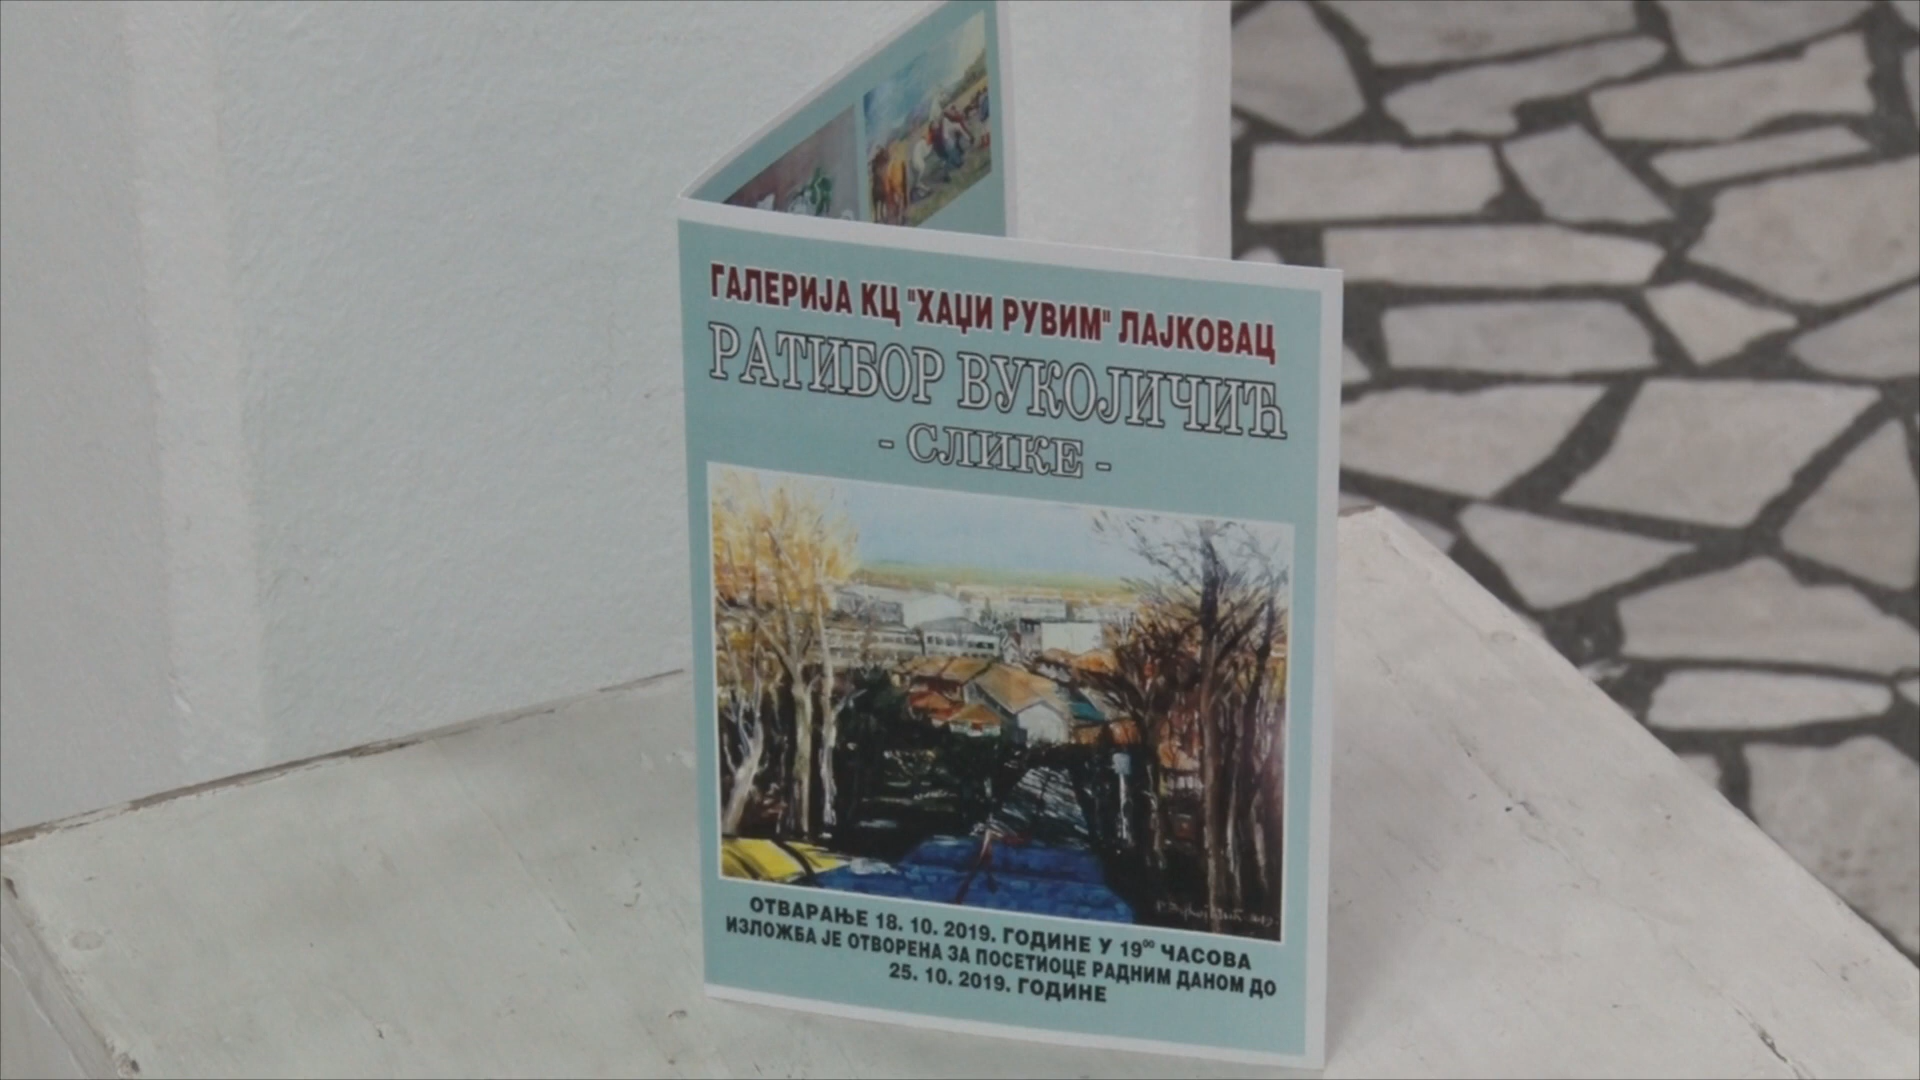 ГАЛЕРИЈА КЦ "ХАЏИ РУВИМ" ЛАЈКОВАЦ
РАТИБОР ВУКОЈИЧИЋ
- СЛИКЕ -
ОТВАРАЊЕ 18. 10. 2019. ГОДИНЕ У 19⁰⁰ ЧАСОВА
ИЗЛОЖБА ЈЕ ОТВОРЕНА ЗА ПОСЕТИОЦЕ РАДНИМ ДАНОМ ДО
25. 10. 2019. ГОДИНЕ